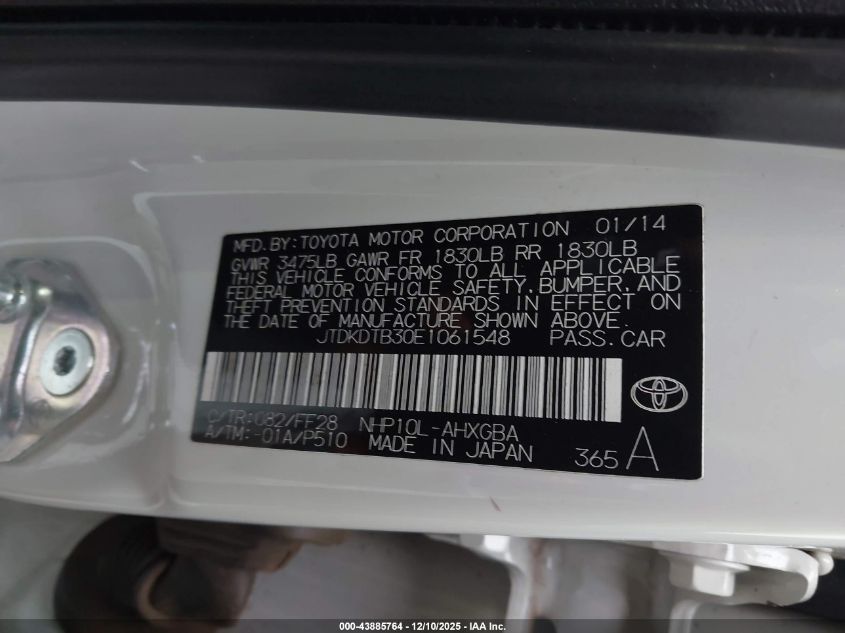 MFD.BY:TOYOTA MOTOR CORPORATION 01/14
GVWR 3475LB GAWR FR 1830LB RR 1830LB
THIS VEHICLE CONFORMS TO ALL APPLICABLE
FEDERAL MOTOR VEHICLE SAFETY,BUMPER,AND
THEFT PREVENTION STANDARDS IN EFFECT ON
THE DATE OF MANUFACTURE SHOWN ABOVE.
JTDKDTB30E1061548 PASS.CAR
C/TR:082/FF28 NHP10L-AHXGBA
A/TM:-01A/P510 MADE IN JAPAN 365 A
000-43885764 - 12/10/2025 - IAA Inc.